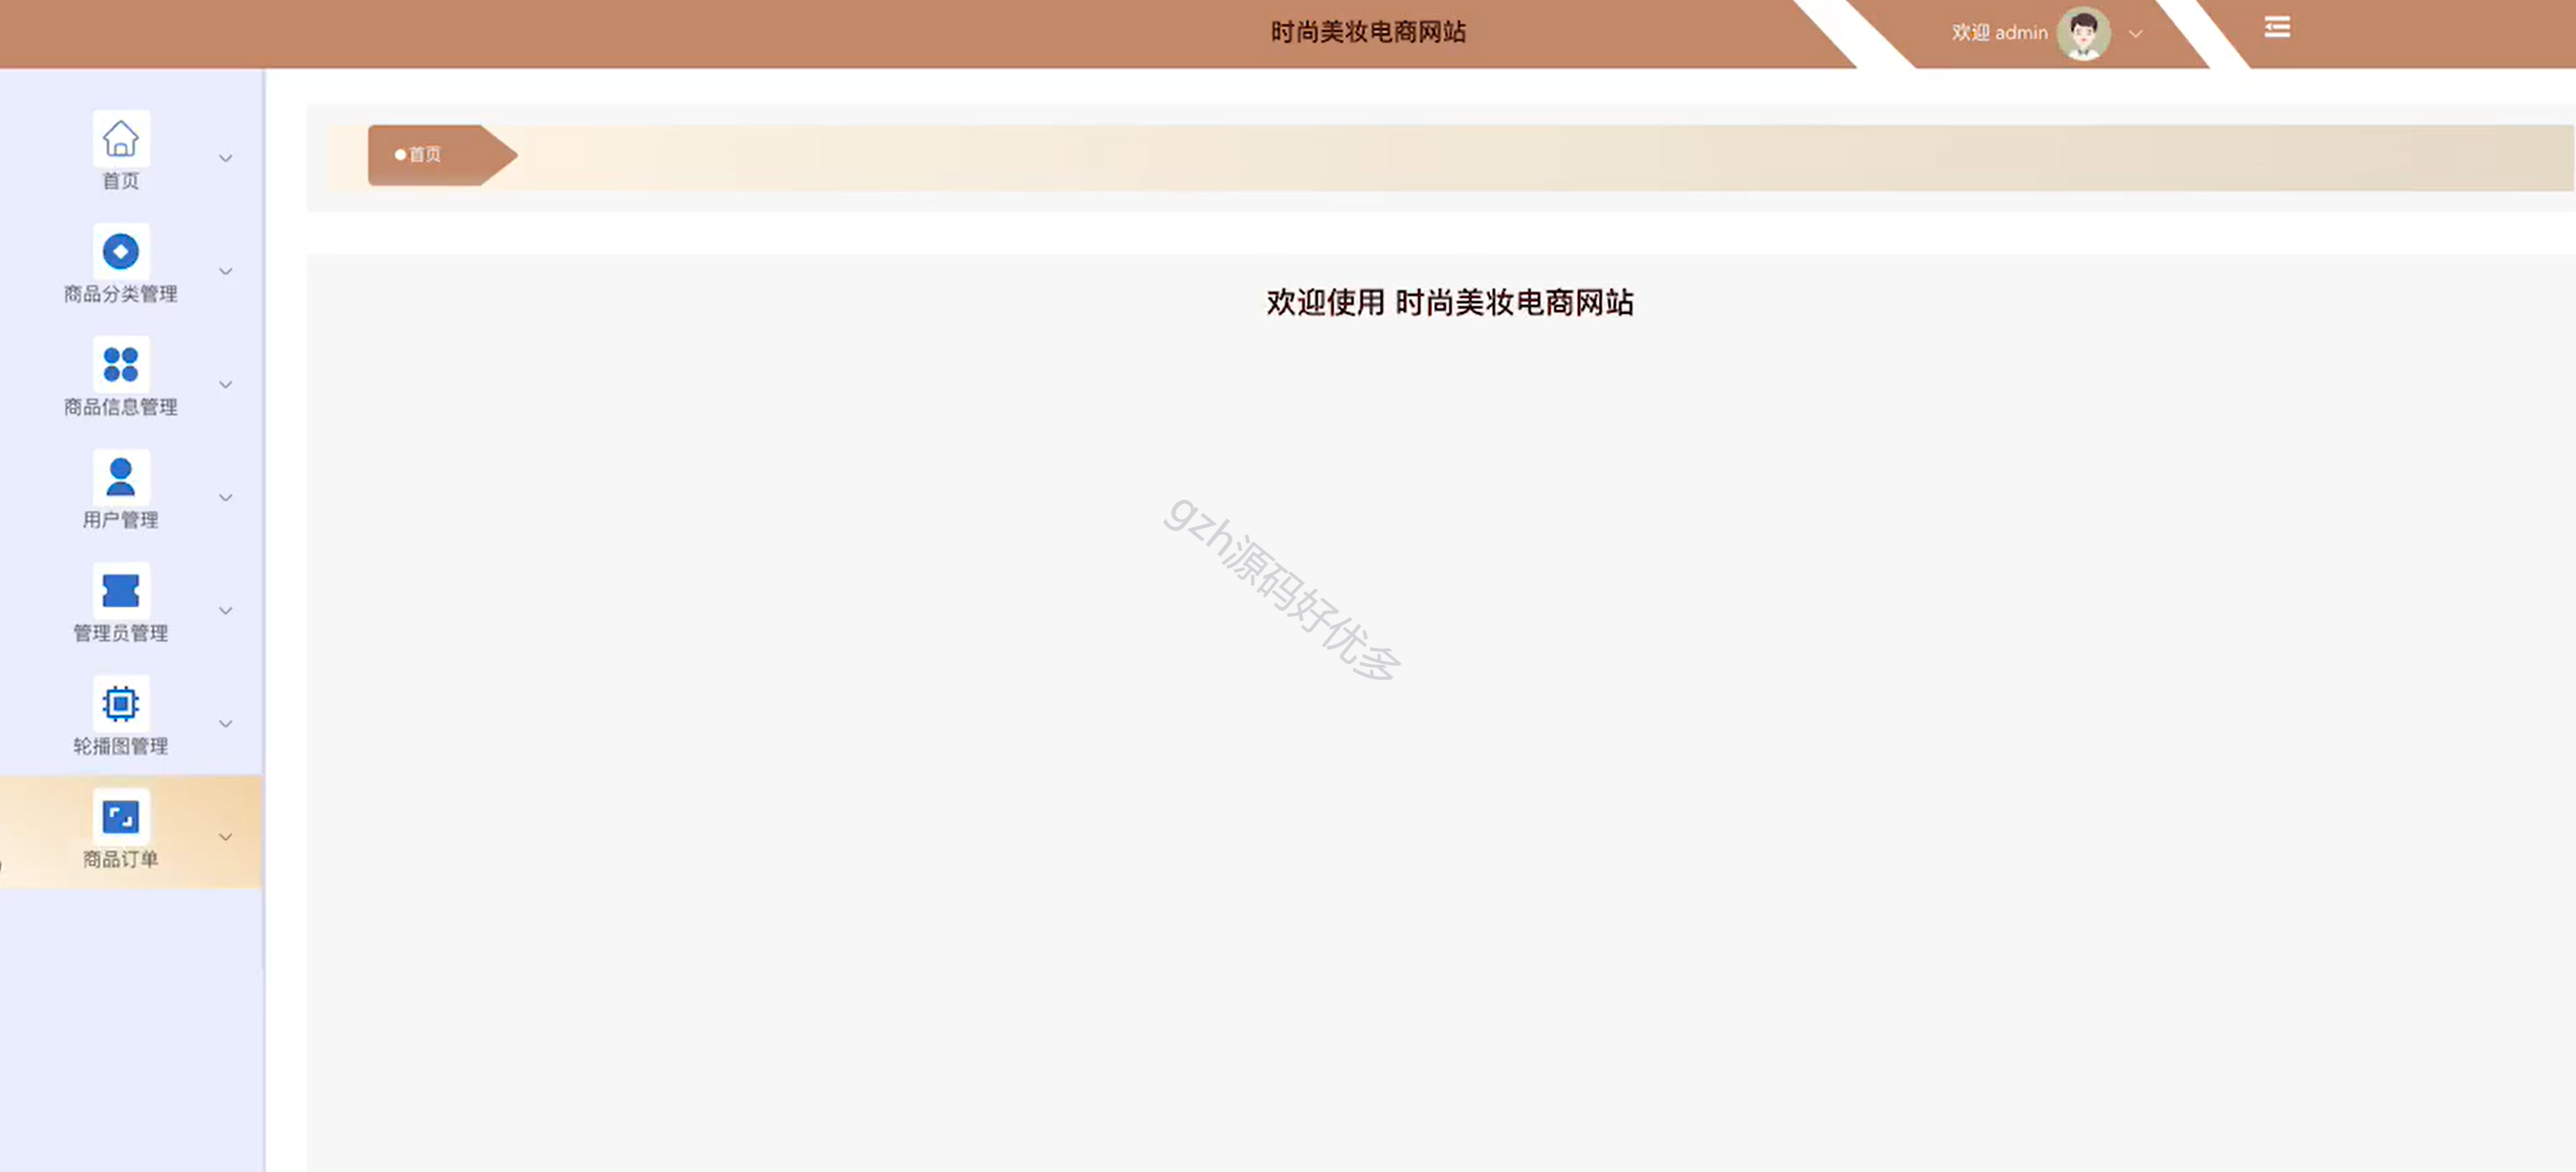 时尚美妆电商网站
欢迎 admin
首页
首页
商品分类管理
欢迎使用 时尚美妆电商网站
商品信息管理
用户管理
gzh源码好优多
管理员管理
轮播图管理
商品订单